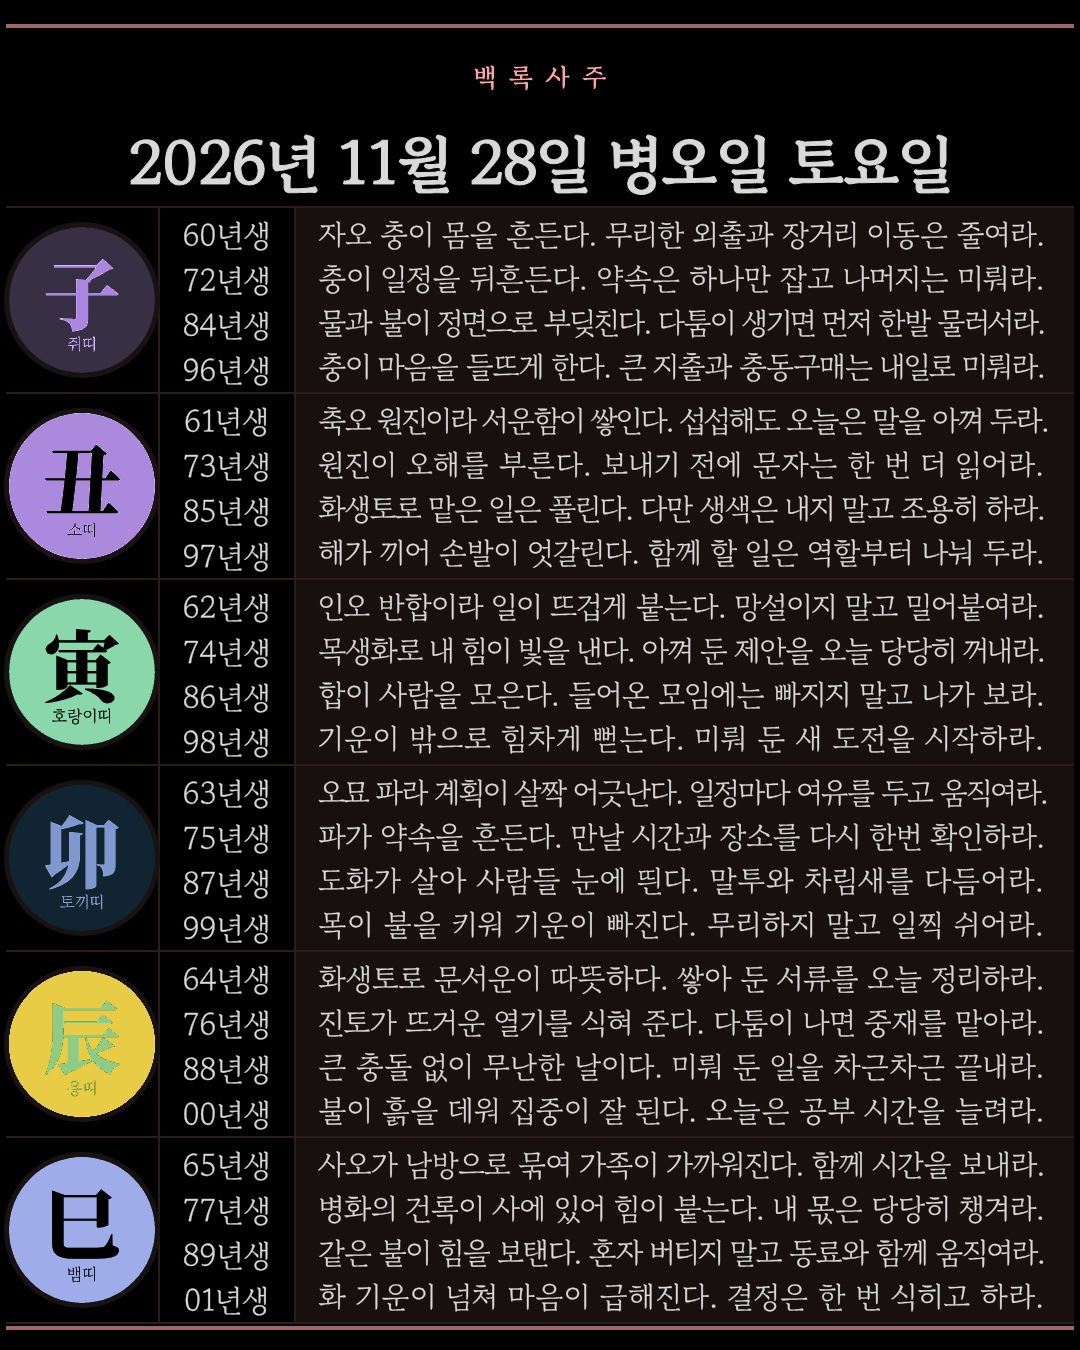 백록사주
2026년 11월 28일 병오일 토요일
子
쥐띠
60년생 자오 충이 몸을 흔든다. 무리한 외출과 장거리 이동은 줄여라.
72년생 충이 일정을 뒤흔든다. 약속은 하나만 잡고 나머지는 미뤄라.
84년생 물과 불이 정면으로 부딪친다. 다툼이 생기면 먼저 한발 물러서라.
96년생 충이 마음을 들뜨게 한다. 큰 지출과 충동구매는 내일로 미뤄라.
丑
소띠
61년생 축오 원진이라 서운함이 쌓인다. 섭섭해도 오늘은 말을 아껴 두라.
73년생 원진이 오해를 부른다. 보내기 전에 문자는 한 번 더 읽어라.
85년생 화생토로 맡은 일은 풀린다. 다만 생색은 내지 말고 조용히 하라.
97년생 해가 끼어 손발이 엇갈린다. 함께 할 일은 역할부터 나눠 두라.
寅
호랑이띠
62년생 인오 반합이라 일이 뜨겁게 붙는다. 망설이지 말고 밀어붙여라.
74년생 목생화로 내 힘이 빛을 낸다. 아껴 둔 제안을 오늘 당당히 꺼내라.
86년생 합이 사람을 모은다. 들어온 모임에는 빠지지 말고 나가 보라.
98년생 기운이 밖으로 힘차게 뻗는다. 미뤄 둔 새 도전을 시작하라.
卯
토끼띠
63년생 오묘 파라 계획이 살짝 어긋난다. 일정마다 여유를 두고 움직여라.
75년생 파가 약속을 흔든다. 만날 시간과 장소를 다시 한번 확인하라.
87년생 도화가 살아 사람들 눈에 띈다. 말투와 차림새를 다듬어라.
99년생 목이 불을 키워 기운이 빠진다. 무리하지 말고 일찍 쉬어라.
辰
용띠
64년생 화생토로 문서운이 따뜻하다. 쌓아 둔 서류를 오늘 정리하라.
76년생 진토가 뜨거운 열기를 식혀 준다. 다툼이 나면 중재를 맡아라.
88년생 큰 충돌 없이 무난한 날이다. 미뤄 둔 일을 차근차근 끝내라.
00년생 불이 흙을 데워 집중이 잘 된다. 오늘은 공부 시간을 늘려라.
巳
뱀띠
65년생 사오가 남방으로 묶여 가족이 가까워진다. 함께 시간을 보내라.
77년생 병화의 건록이 사에 있어 힘이 붙는다. 내 몫은 당당히 챙겨라.
89년생 같은 불이 힘을 보탠다. 혼자 버티지 말고 동료와 함께 움직여라.
01년생 화 기운이 넘쳐 마음이 급해진다. 결정은 한 번 식히고 하라.